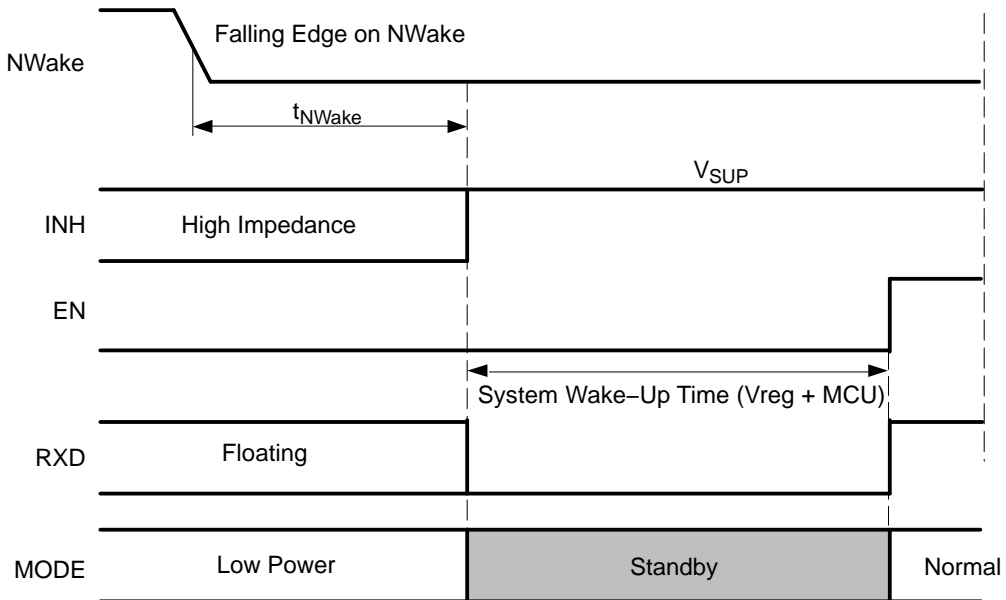 NWake
Falling Edge on NWake
tNWake
VSUP
INH
High Impedance
EN
System Wake−Up Time (Vreg + MCU)
RXD
Floating
MODE
Low Power
Standby
Normal